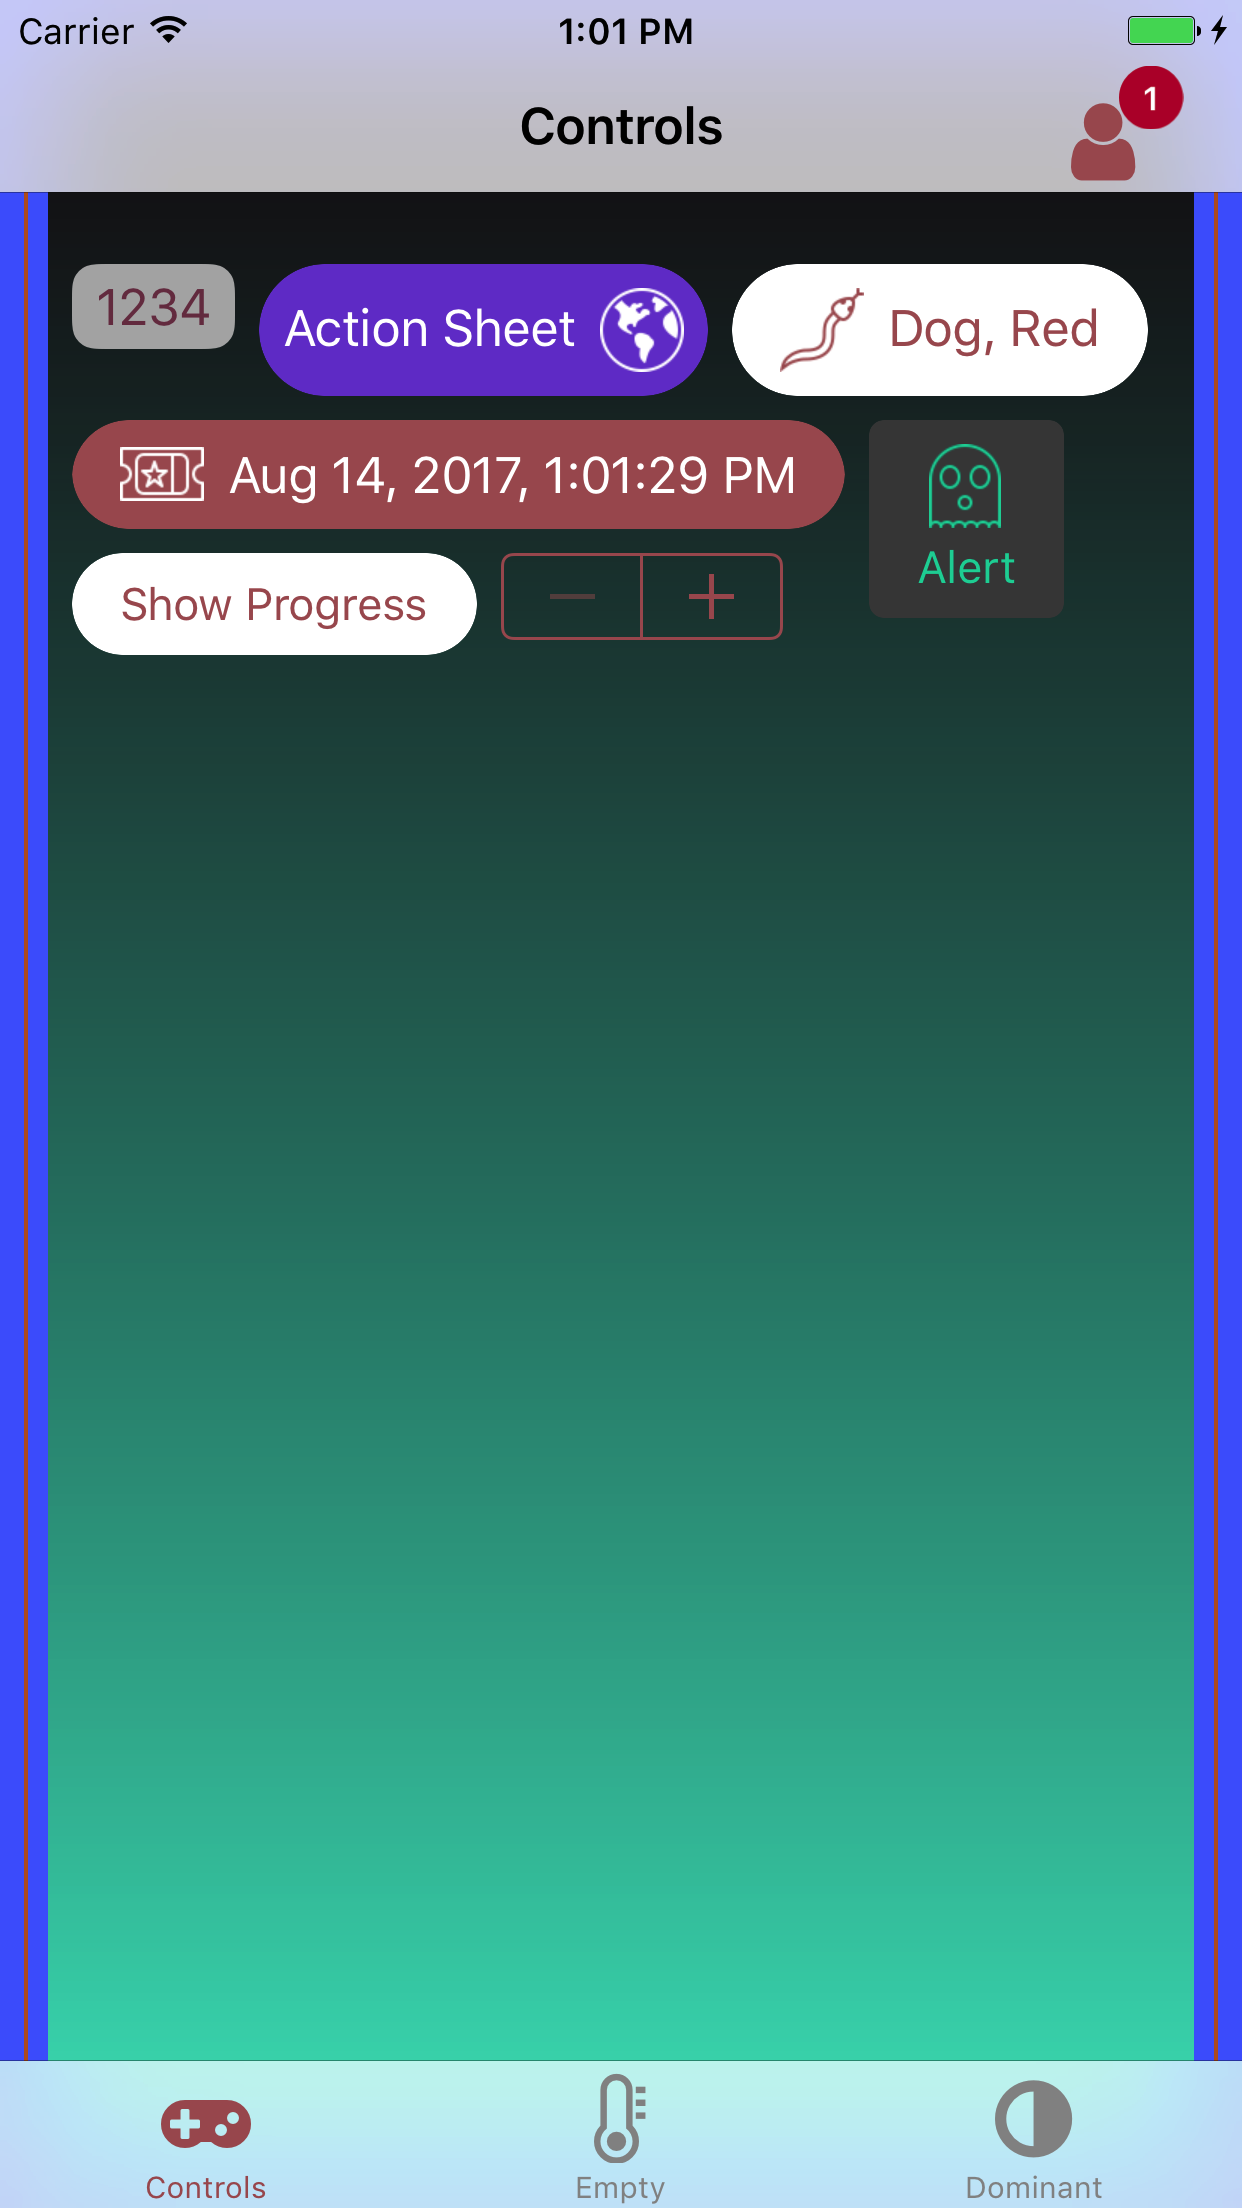 Carrier 1:01 PM
Controls
1
1234
Action Sheet
Dog, Red
Aug 14, 2017, 1:01:29 PM
Alert
Show Progress
Controls
Empty
Dominant